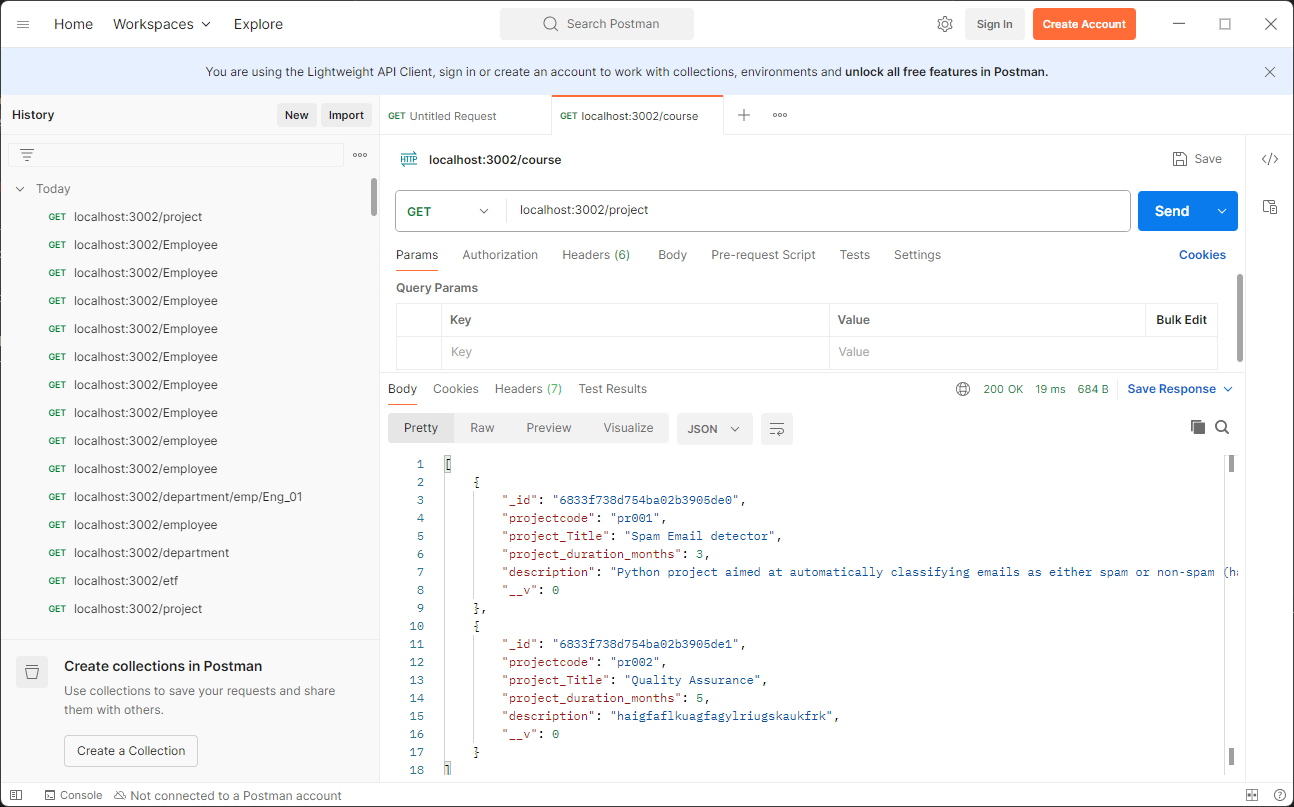 Home Workspaces Explore Search Postman Sign In Create Account
You are using the Lightweight API Client, sign in or create an account to work with collections, environments and unlock all free features in Postman.
History New Import
GET Untitled Request GET localhost:3002/course
HTTP localhost:3002/course Save
Today
GET localhost:3002/project
GET localhost:3002/Employee
GET localhost:3002/Employee
GET localhost:3002/Employee
GET localhost:3002/Employee
GET localhost:3002/Employee
GET localhost:3002/Employee
GET localhost:3002/Employee
GET localhost:3002/employee
GET localhost:3002/employee
GET localhost:3002/department/emp/Eng_01
GET localhost:3002/employee
GET localhost:3002/department
GET localhost:3002/etf
GET localhost:3002/project
Create collections in Postman
Use collections to save your requests and share
them with others.
Create a Collection
GET localhost:3002/project Send
Params Authorization Headers (6) Body Pre-request Script Tests Settings Cookies
Query Params
Key Value Bulk Edit
Key Value
Body Cookies Headers (7) Test Results 200 OK 19 ms 684 B Save Response
Pretty Raw Preview Visualize JSON
1 [
2 {
3 "_id": "6833f738d754ba02b3905de0",
4 "projectcode": "pr001",
5 "project_Title": "Spam Email detector",
6 "project_duration_months": 3,
7 "description": "Python project aimed at automatically classifying emails as either spam or non-spam (ha
8 "__v": 0
9 },
10 {
11 "_id": "6833f738d754ba02b3905de1",
12 "projectcode": "pr002",
13 "project_Title": "Quality Assurance",
14 "project_duration_months": 5,
15 "description": "haigfaflkuagfagylriugskaukfrk",
16 "__v": 0
17 }
18 ]
Console Not connected to a Postman account